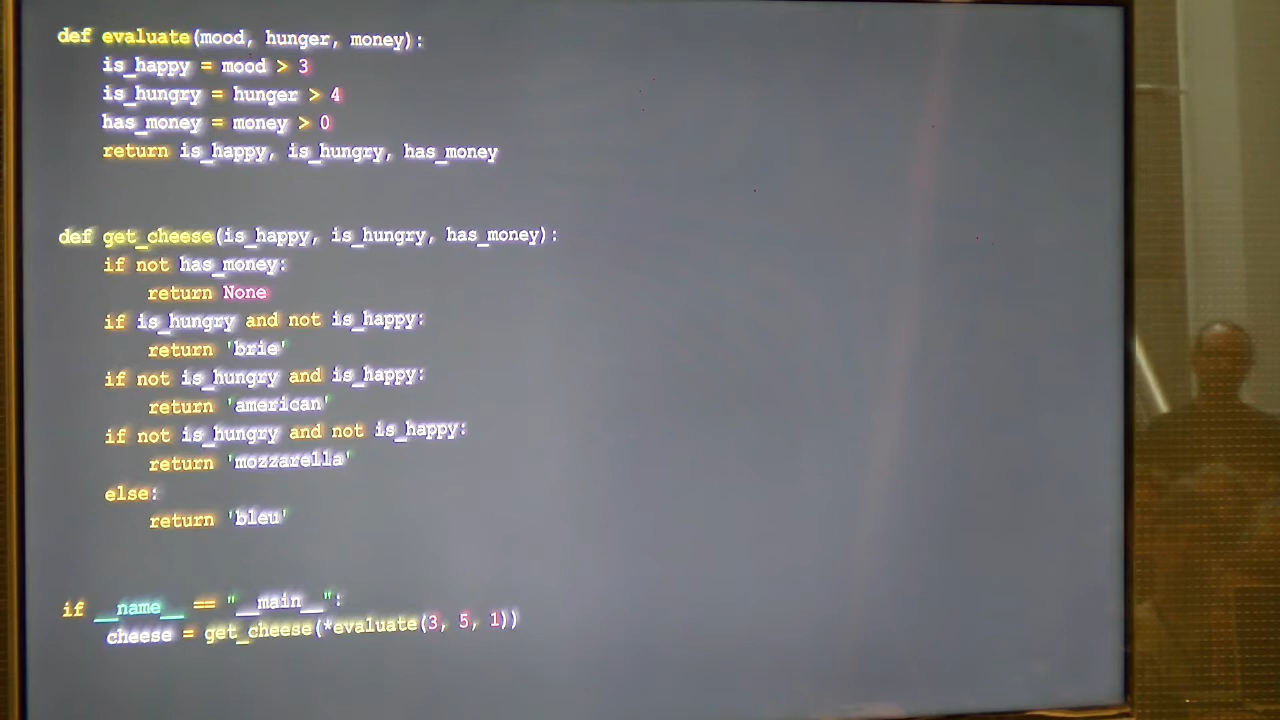 def evaluate(mood, hunger, money):
    is_happy = mood > 3
    is_hungry = hunger > 4
    has_money = money > 0
    return is_happy, is_hungry, has_money
def get_cheese(is_happy, is_hungry, has_money):
    if not has_money:
        return None
    if is_hungry and not is_happy:
        return 'brie'
    if not is_hungry and is_happy:
        return 'american'
    if not is_hungry and not is_happy:
        return 'mozzarella'
    else:
        return 'bleu'
if __name__ == "__main__":
    cheese = get_cheese(*evaluate(3, 5, 1))